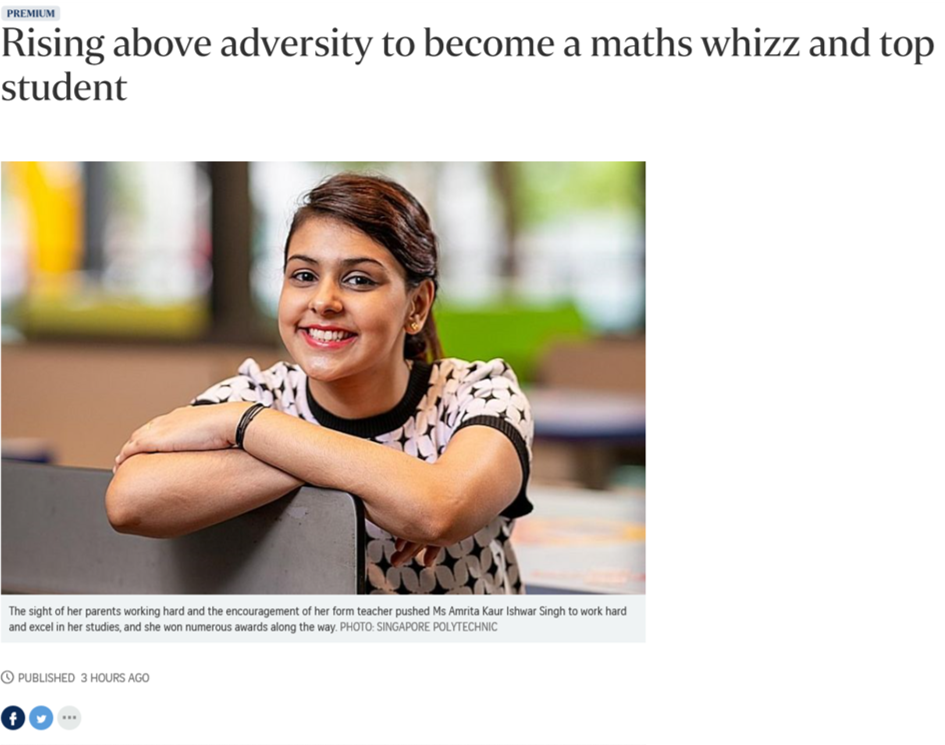 PREMIUM
Rising above adversity to become a maths whizz and top
student
The sight of her parents working hard and the encouragement of her form teacher pushed Ms Amrita Kaur Ishwar Singh to work hard
and excel in her studies, and she won numerous awards along the way. PHOTO: SINGAPORE POLYTECHNIC
PUBLISHED 3 HOURS AGO